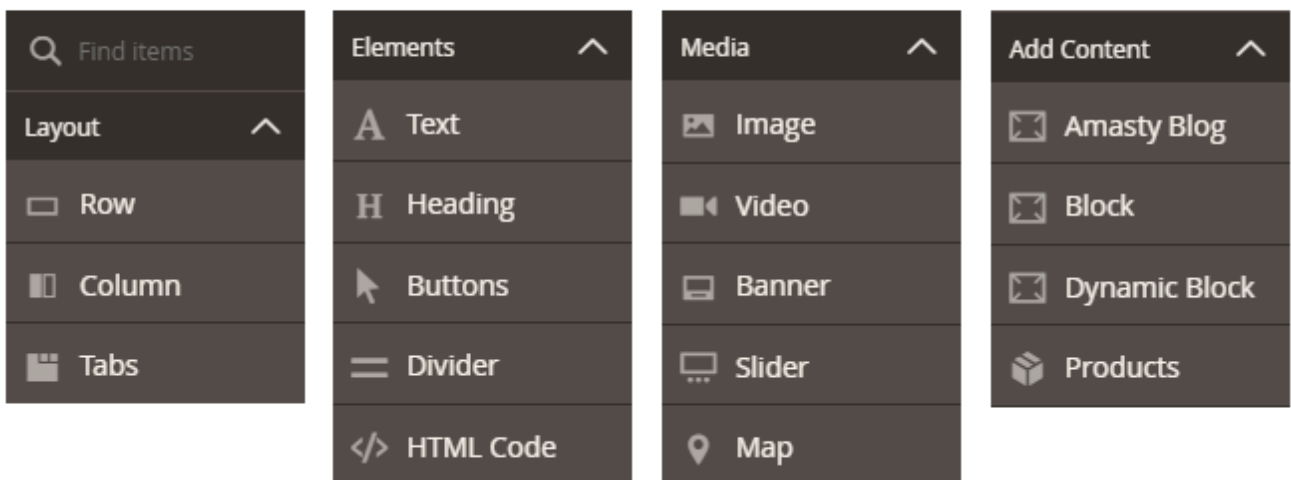 Find items
Layout
Row
Column
Tabs
Elements
Text
Heading
Buttons
Divider
HTML Code
Media
Image
Video
Banner
Slider
Map
Add Content
Amasty Blog
Block
Dynamic Block
Products